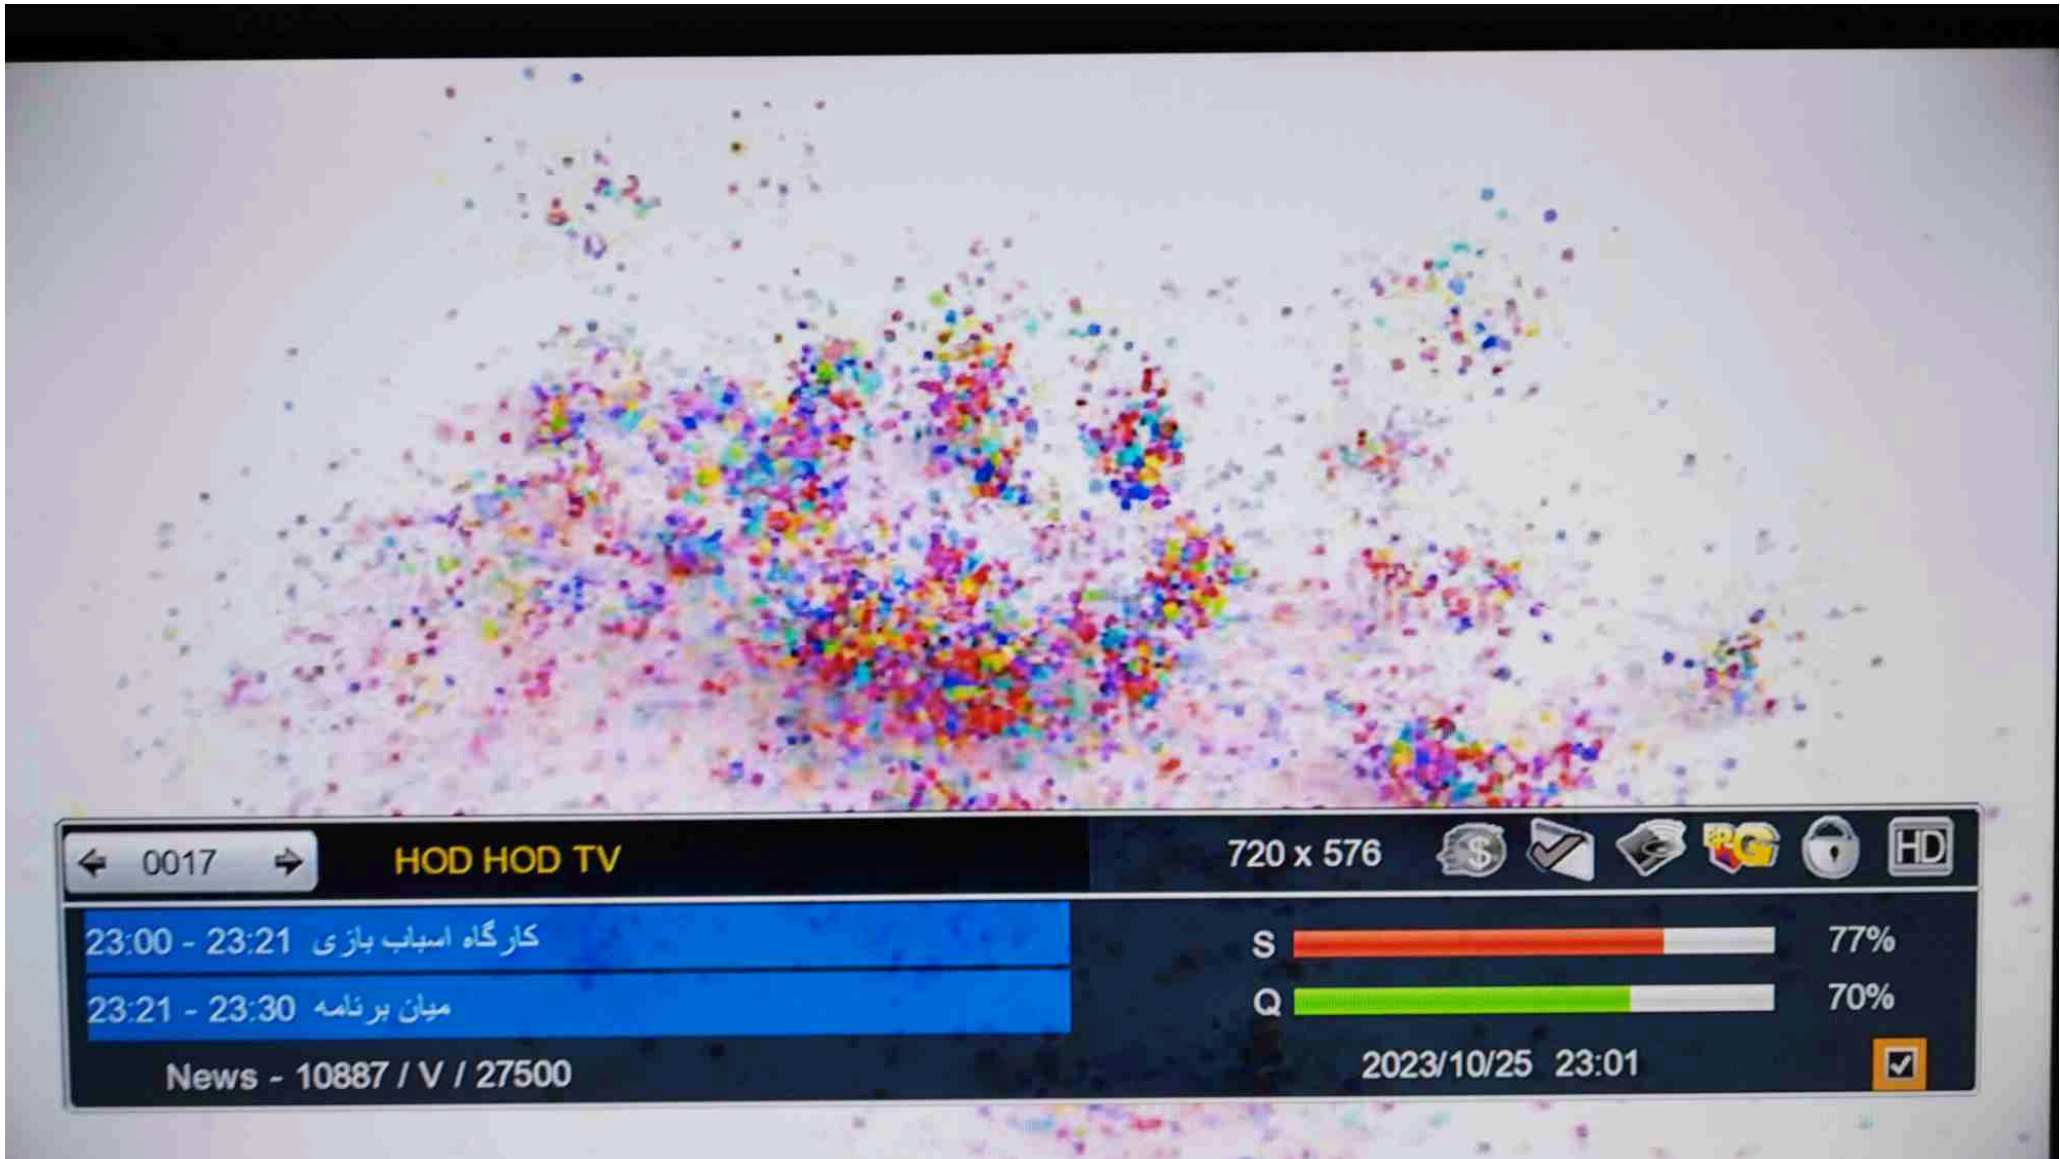 0017 HOD HOD TV 720 x 576 $ G HD
23:00 - 23:21 کارگاه اسباب بازی
S 77%
23:21 - 23:30 میان برنامه
Q 70%
News - 10887 / V / 27500
2023/10/25 23:01